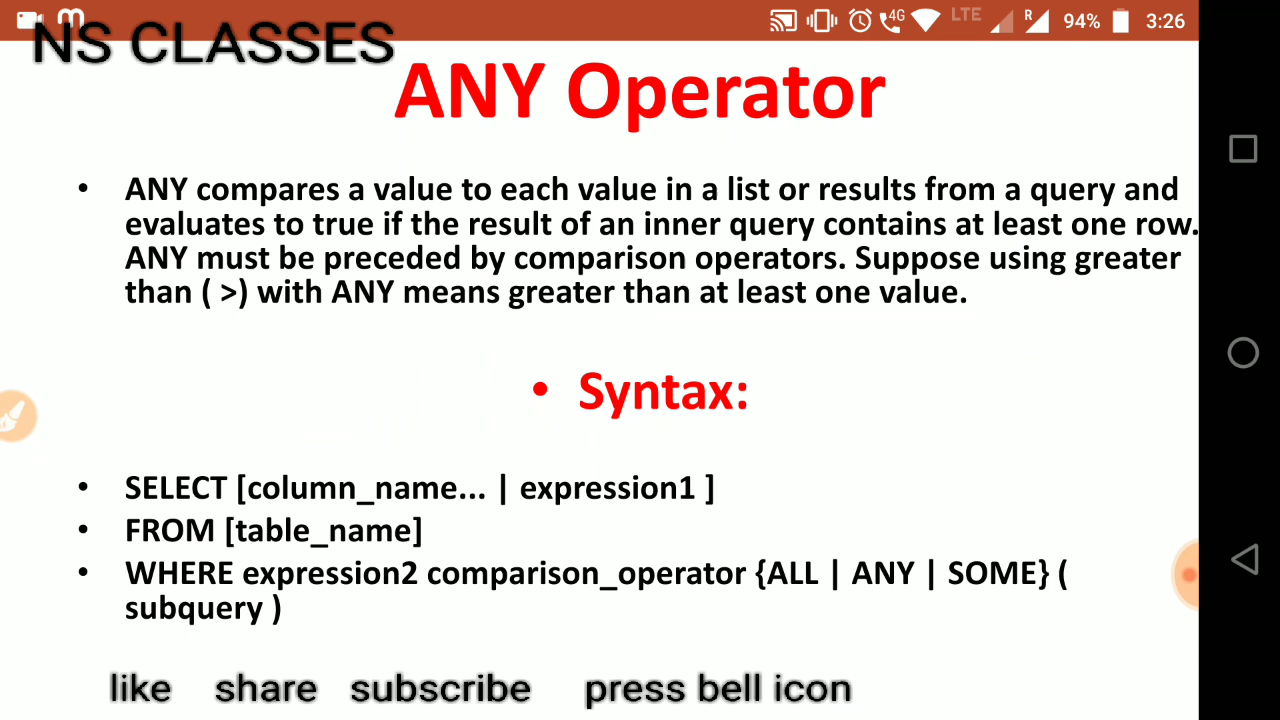 NS CLASSES
4G LTE R 94% 3:26
ANY Operator
• ANY compares a value to each value in a list or results from a query and
evaluates to true if the result of an inner query contains at least one row.
ANY must be preceded by comparison operators. Suppose using greater
than ( >) with ANY means greater than at least one value.
• Syntax:
• SELECT [column_name... | expression1 ]
• FROM [table_name]
• WHERE expression2 comparison_operator {ALL | ANY | SOME} (
subquery )
like share subscribe press bell icon